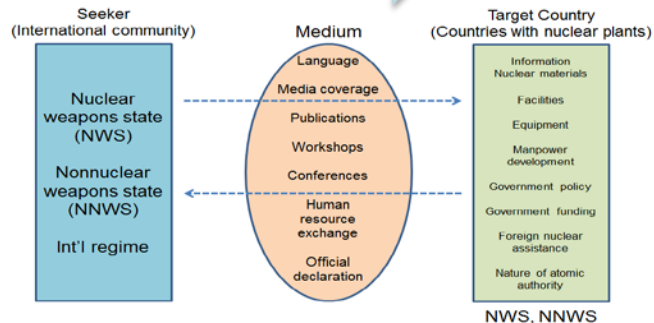 Seeker
(International community)
Nuclear
weapons state
(NWS)
Nonnuclear
weapons state
(NNWS)
Int'l regime
Medium
Language
Media coverage
Publications
Workshops
Conferences
Human
resource
exchange
Official
declaration
Target Country
(Countries with nuclear plants)
Information
Nuclear materials
Facilities
Equipment
Manpower
development
Government policy
Government funding
Foreign nuclear
assistance
Nature of atomic
authority
NWS, NNWS